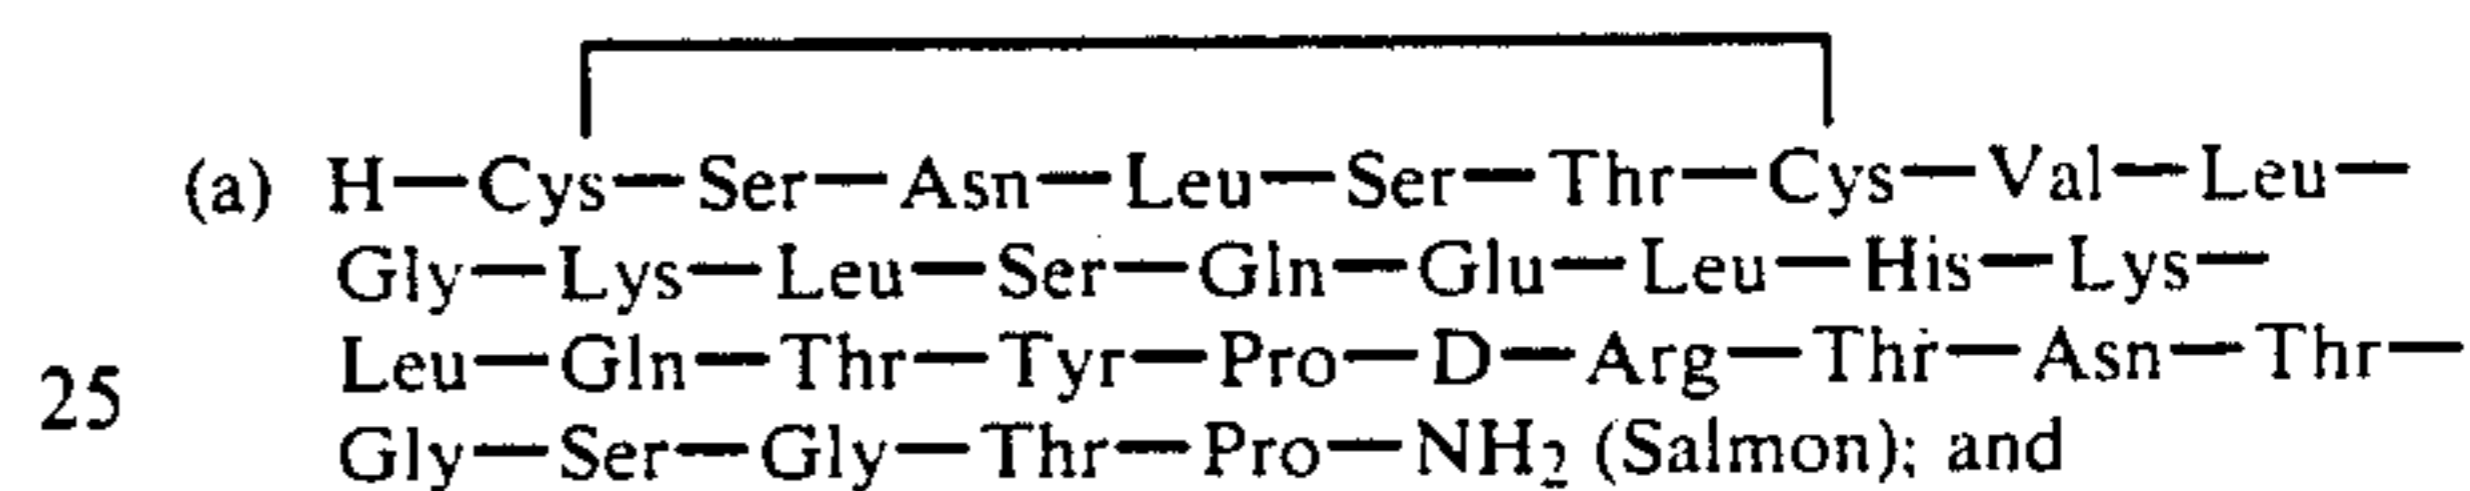 (a) H—Cys—Ser—Asn—Leu—Ser—Thr—Cys—Val—Leu—
Gly—Lys—Leu—Ser—Gln—Glu—Leu—His—Lys—
25 Leu—Gln—Thr—Tyr—Pro—D—Arg—Thr—Asn—Thr—
Gly—Ser—Gly—Thr—Pro—NH₂ (Salmon); and